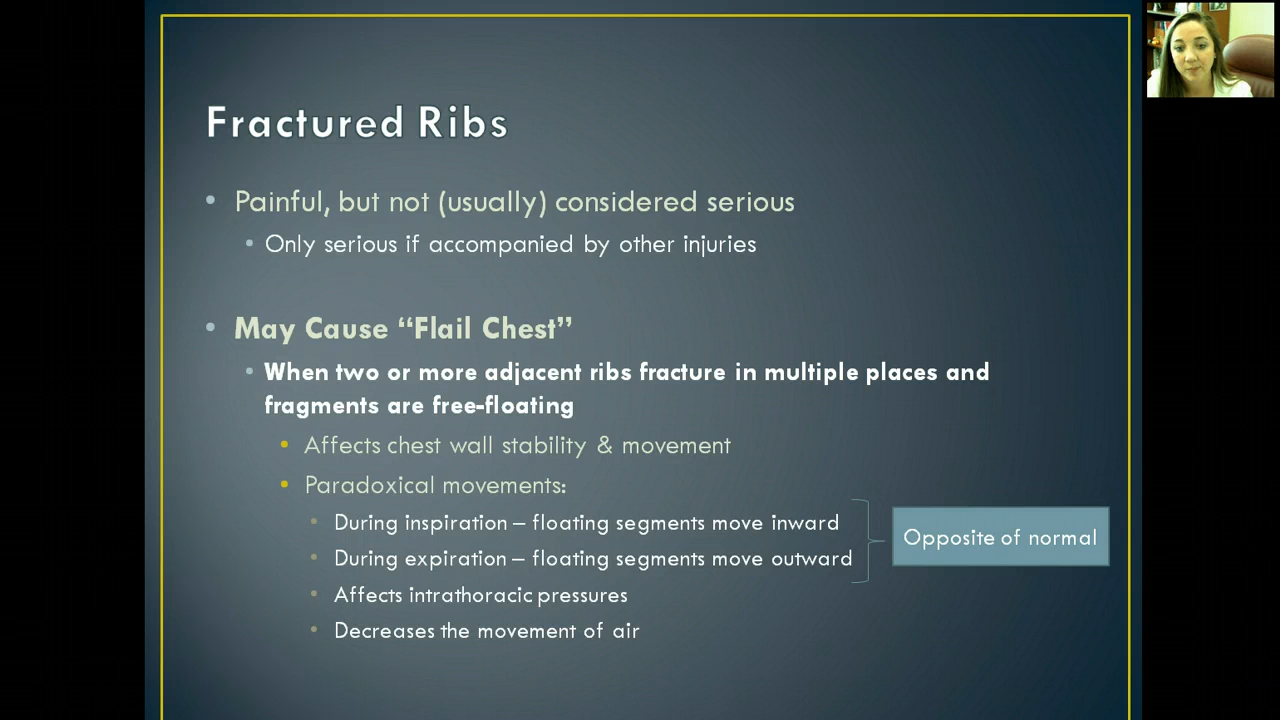 Fractured Ribs
• Painful, but not (usually) considered serious
• Only serious if accompanied by other injuries
• May Cause “Flail Chest”
• When two or more adjacent ribs fracture in multiple places and
fragments are free-floating
• Affects chest wall stability & movement
• Paradoxical movements:
• During inspiration – floating segments move inward
• During expiration – floating segments move outward
Opposite of normal
• Affects intrathoracic pressures
• Decreases the movement of air